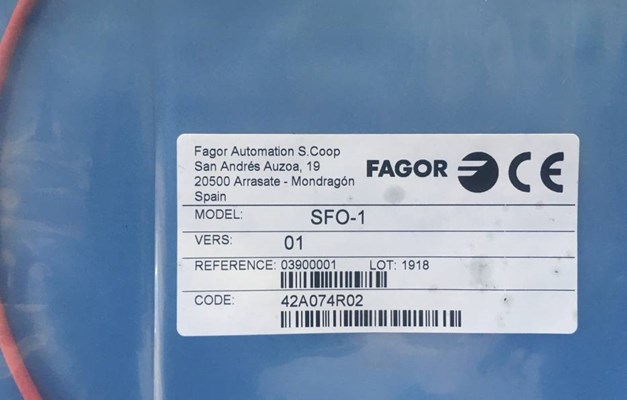 Fagor Automation S.Coop
San Andrés Auzoa, 19
20500 Arrasate - Mondragón
Spain
FAGOR CE
MODEL: SFO-1
VERS: 01
REFERENCE: 03900001 LOT: 1918
CODE: 42A074R02